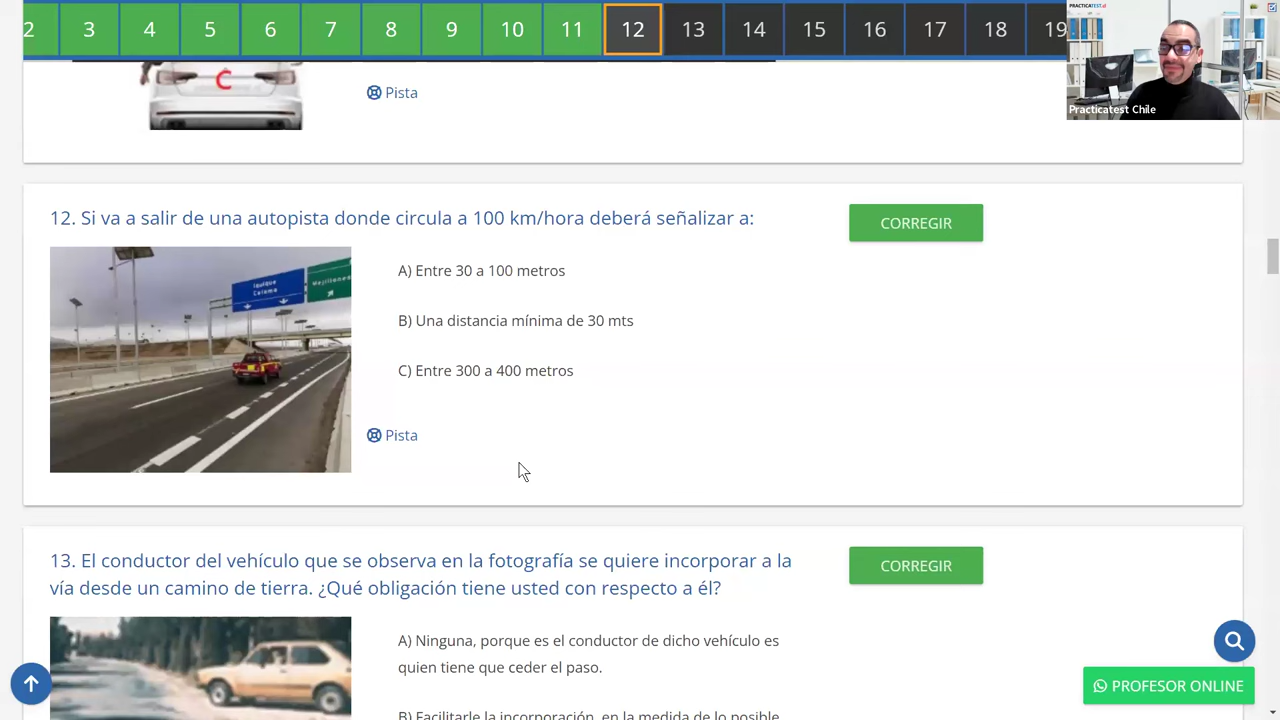 2 3 4 5 6 7 8 9 10 11 12 13 14 15 16 17 18 19
PRACTICATEST.cl
Practicatest Chile
C
Pista
12. Si va a salir de una autopista donde circula a 100 km/hora deberá señalizar a:
CORREGIR
Iquique
A) Entre 30 a 100 metros
B) Una distancia mínima de 30 mts
C) Entre 300 a 400 metros
Pista
13. El conductor del vehículo que se observa en la fotografía se quiere incorporar a la
vía desde un camino de tierra. ¿Qué obligación tiene usted con respecto a él?
CORREGIR
A) Ninguna, porque es el conductor de dicho vehículo es
quien tiene que ceder el paso.
B) Facilitarle la incorporación, en la medida de lo posible
PROFESOR ONLINE